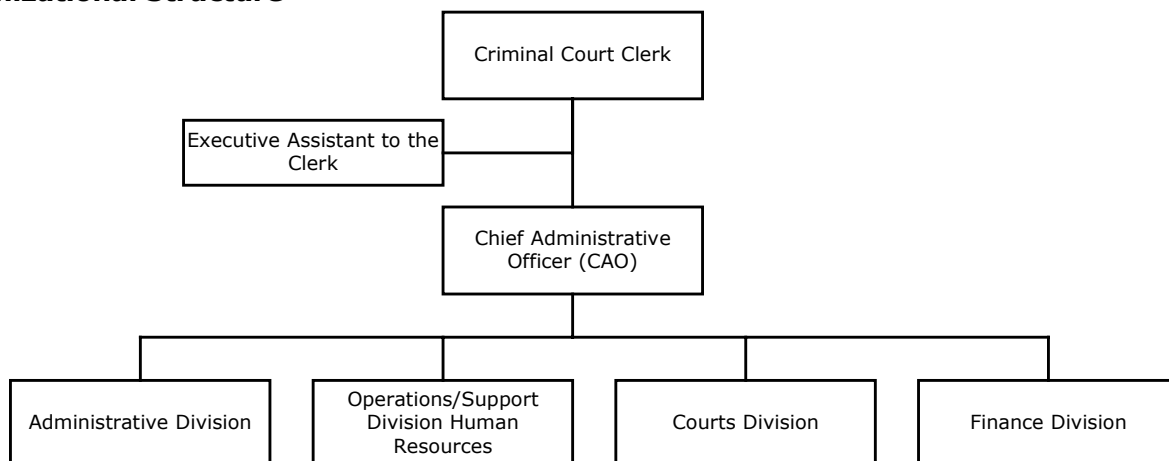 Criminal Court Clerk
Executive Assistant to the
Clerk
Chief Administrative
Officer (CAO)
Administrative Division
Operations/Support
Division Human
Resources
Courts Division
Finance Division